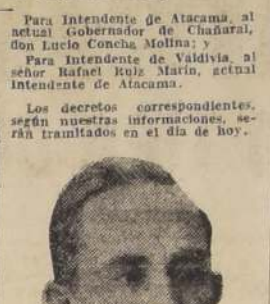 Para Intendente de Atacama, al
actual Gobernador de Chañaral,
don Lucio Concha Molina; y
Para Intendente de Valdivia, al
señor Rafael Ruiz Marín, actual
Intendente de Atacama.
Los decretos correspondientes,
según nuestras informaciones, se-
rán tramitados en el día de hoy.